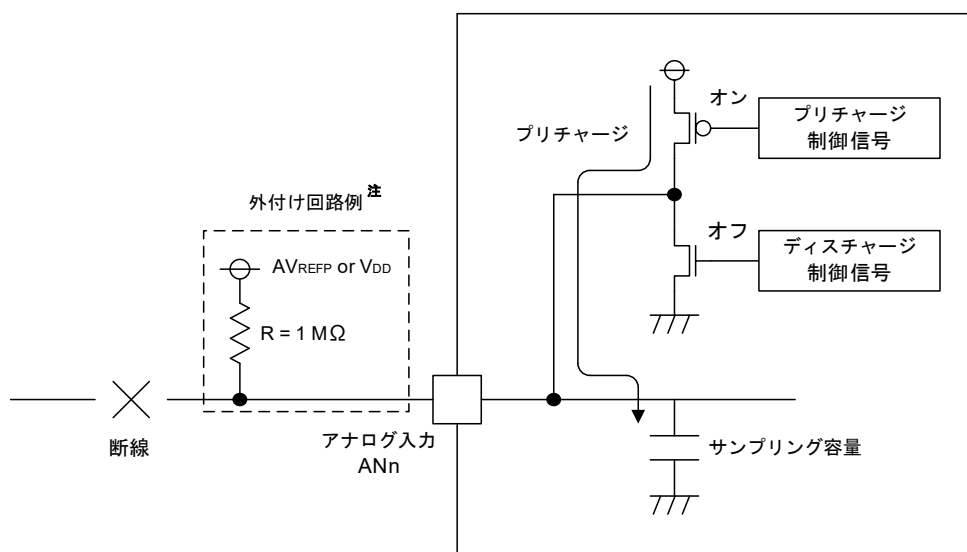 オン
プリチャージ
制御信号
プリチャージ
外付け回路例注
オフ
ディスチャージ
制御信号
AVREFP or VDD
R = 1 MΩ
断線
アナログ入力
ANn
サンプリング容量